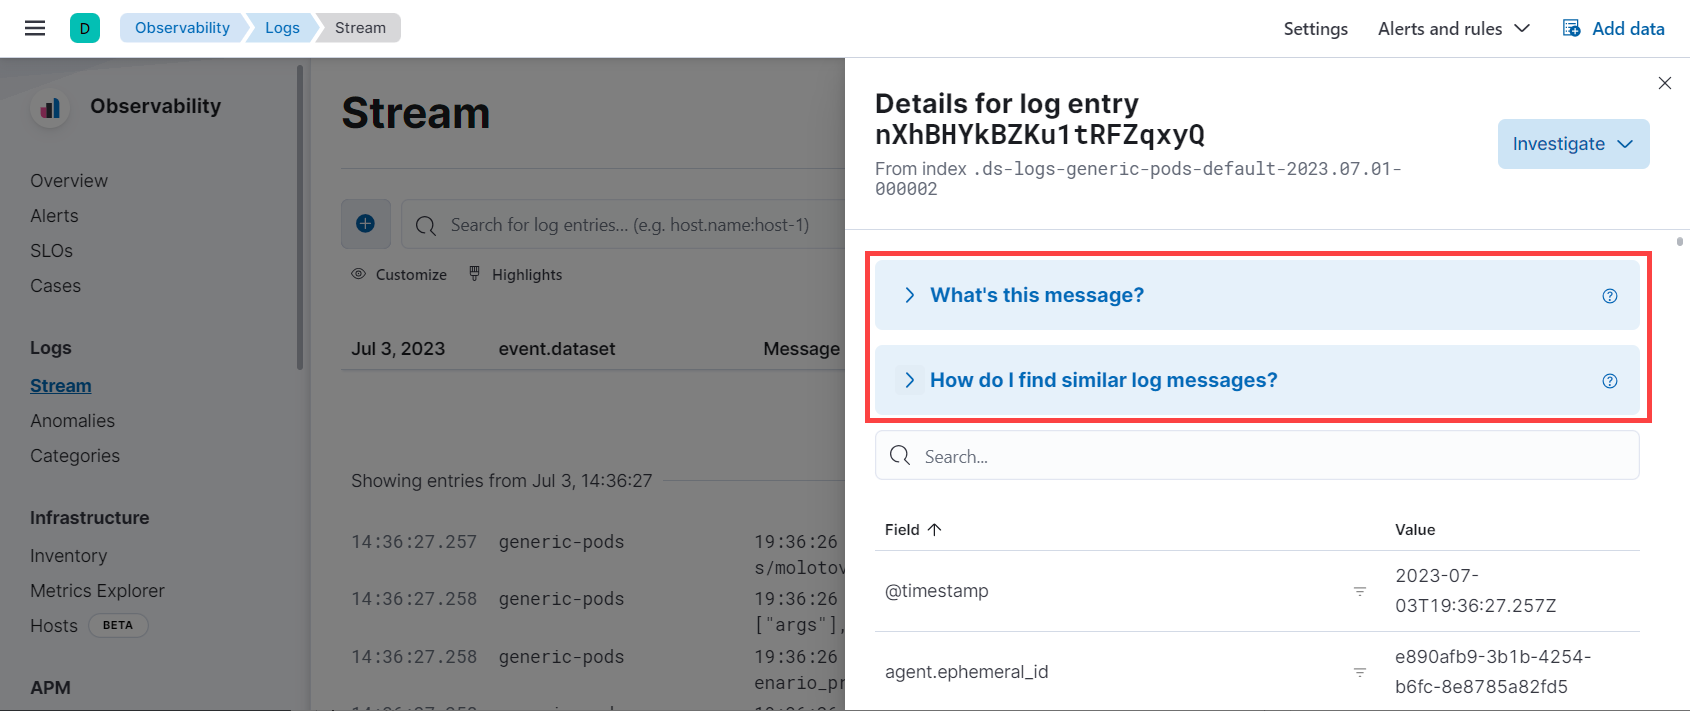 D
Observability
Logs
Stream
Settings
Alerts and rules
Add data
Observability
Overview
Alerts
SLOs
Cases
Logs
Stream
Anomalies
Categories
Infrastructure
Inventory
Metrics Explorer
Hosts BETA
APM
Stream
Search for log entries... (e.g. host.name:host-1)
Customize
Highlights
Jul 3, 2023 event.dataset Message
Showing entries from Jul 3, 14:36:27
14:36:27.257 generic-pods 19:36:26
s/molotov
14:36:27.258 generic-pods 19:36:26
["args"],
14:36:27.258 generic-pods 19:36:26
enario_pr
Details for log entry
nXhBHYkBZKu1tRFZqxyQ
From index .ds-logs-generic-pods-default-2023.07.01-
000002
Investigate
What's this message?
How do I find similar log messages?
Search...
Field Value
@timestamp 2023-07-
03T19:36:27.257Z
agent.ephemeral_id e890afb9-3b1b-4254-
b6fc-8e8785a82fd5